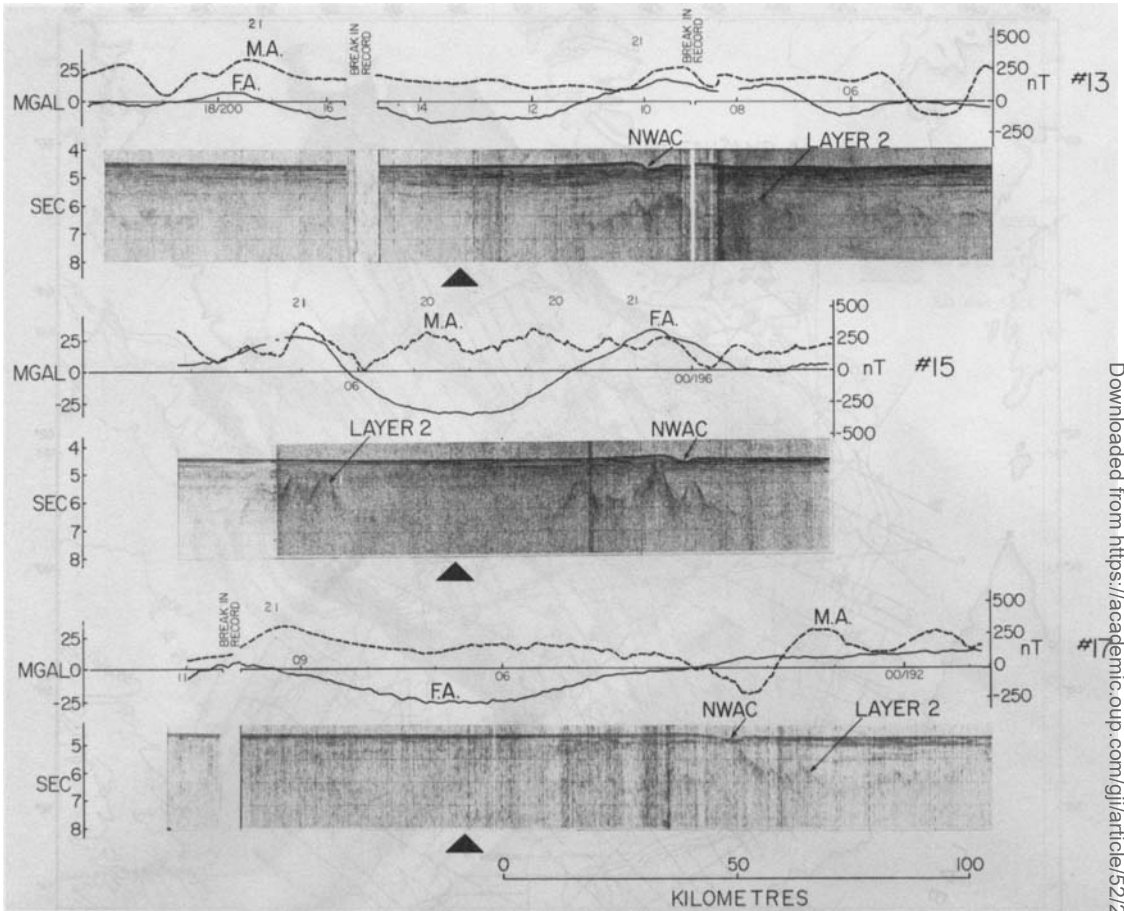 21
M.A.
BREAK IN RECORD
21
BREAK IN RECORD
500
25
F.A.
250
nT
#13
MGAL 0
18/200
16
14
12
10
08
06
0
-250
NWAC
LAYER 2
4
5
SEC 6
7
8
21
20
20
21
500
25
M.A.
F.A.
250
MGAL 0
06
00/196
0 nT
#15
-25
-250
-500
LAYER 2
NWAC
4
5
SEC 6
7
8
BREAK IN RECORD
21
M.A.
500
25
250
nT
#17
MGAL 0
11
09
06
00/192
0
-25
F.A.
-250
NWAC
LAYER 2
5
6
SEC
7
8
0
50
100
KILOMETRES
Downloaded from https://academic.oup.com/gji/article/52/2